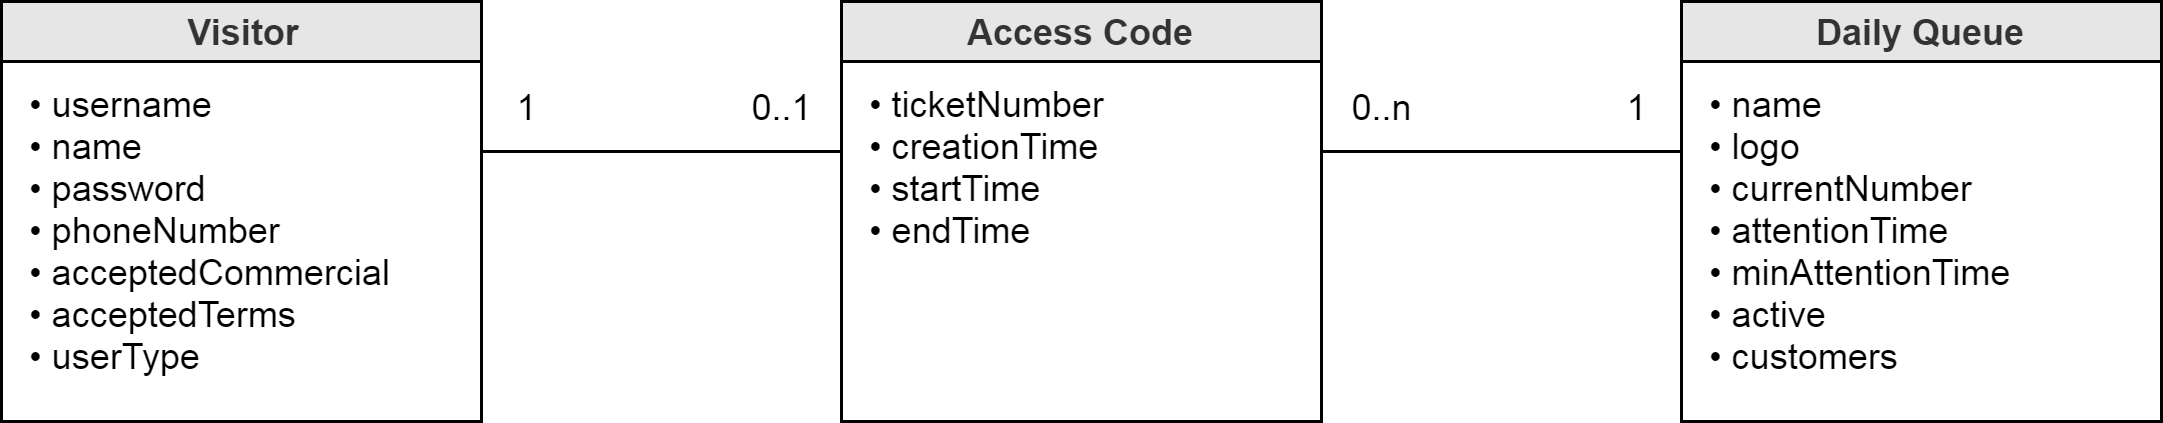 Visitor
• username
• name
• password
• phoneNumber
• acceptedCommercial
• acceptedTerms
• userType
1
0..1
Access Code
• ticketNumber
• creationTime
• startTime
• endTime
0..n
1
Daily Queue
• name
• logo
• currentNumber
• attentionTime
• minAttentionTime
• active
• customers